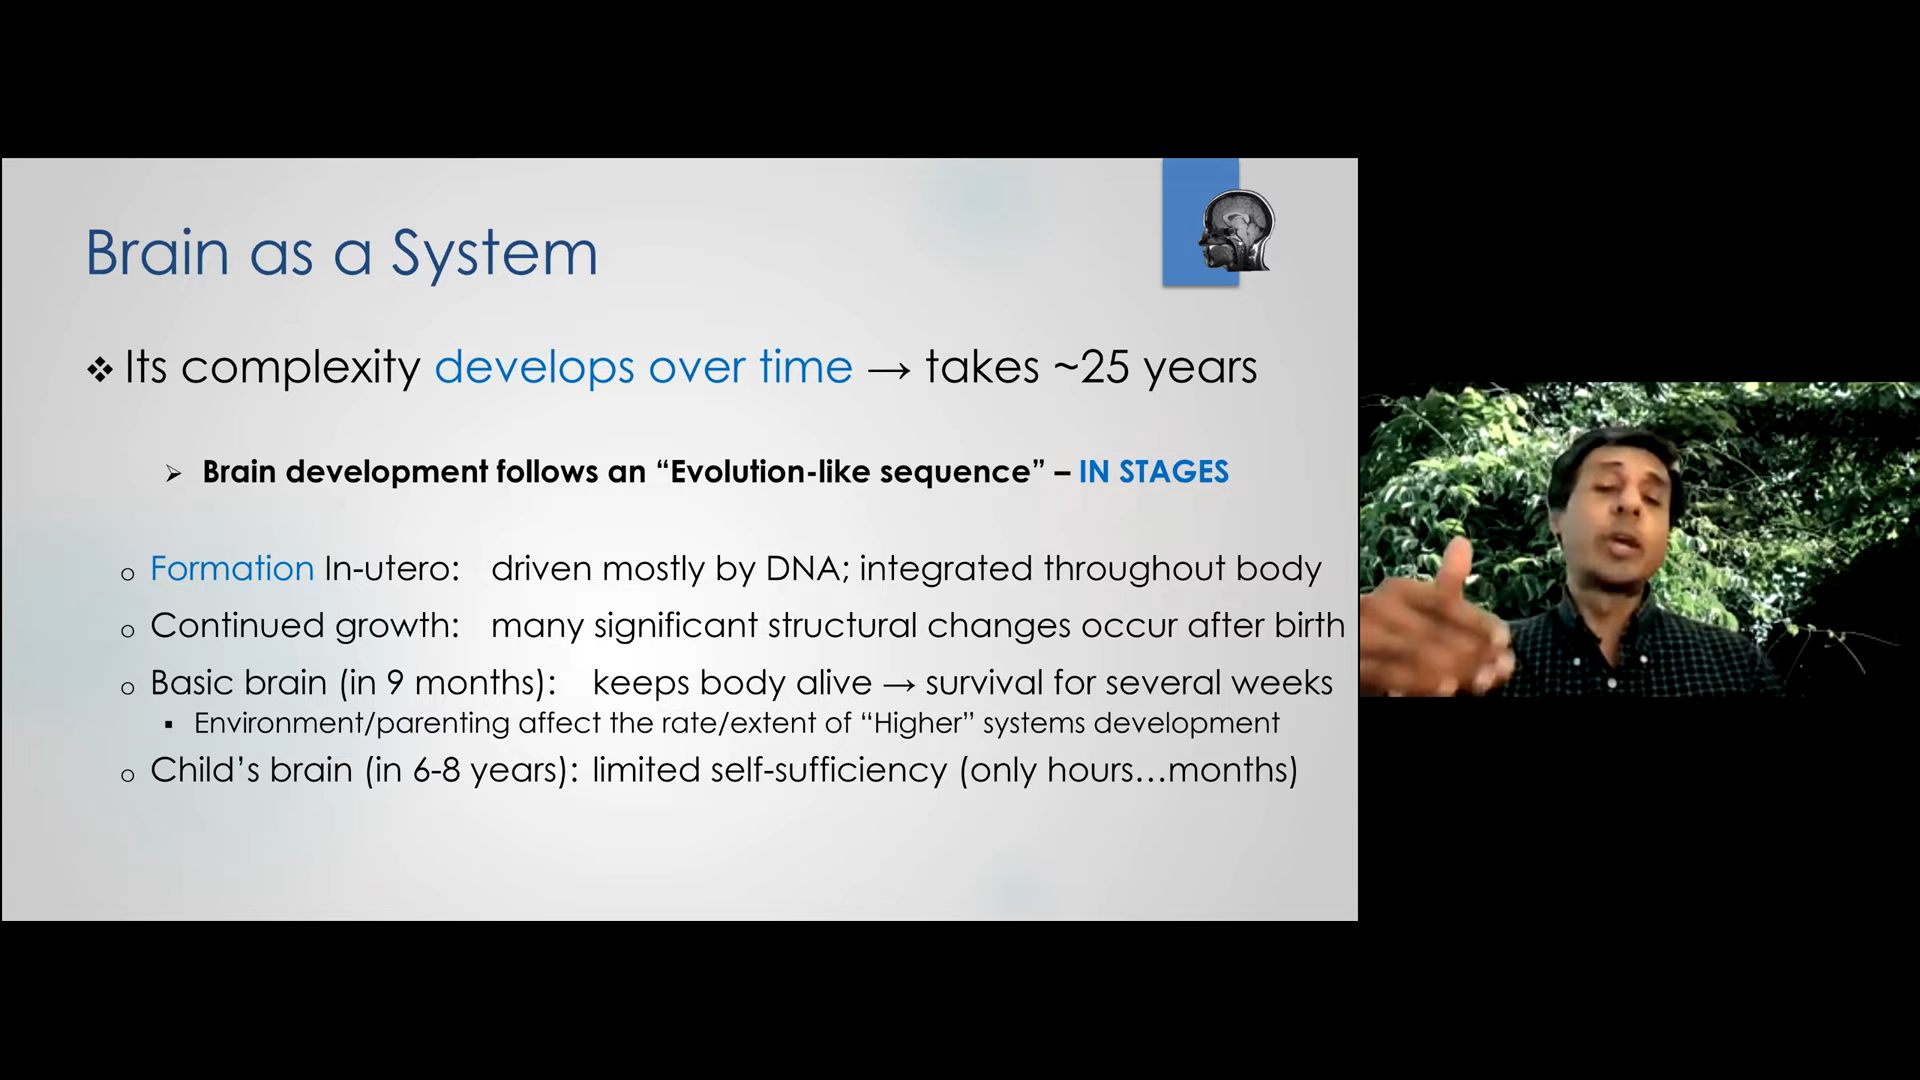 Brain as a System
❖ Its complexity develops over time → takes ~25 years
➢ Brain development follows an “Evolution-like sequence” – IN STAGES
o Formation In-utero: driven mostly by DNA; integrated throughout body
o Continued growth: many significant structural changes occur after birth
o Basic brain (in 9 months): keeps body alive → survival for several weeks
▪ Environment/parenting affect the rate/extent of “Higher” systems development
o Child’s brain (in 6-8 years): limited self-sufficiency (only hours…months)